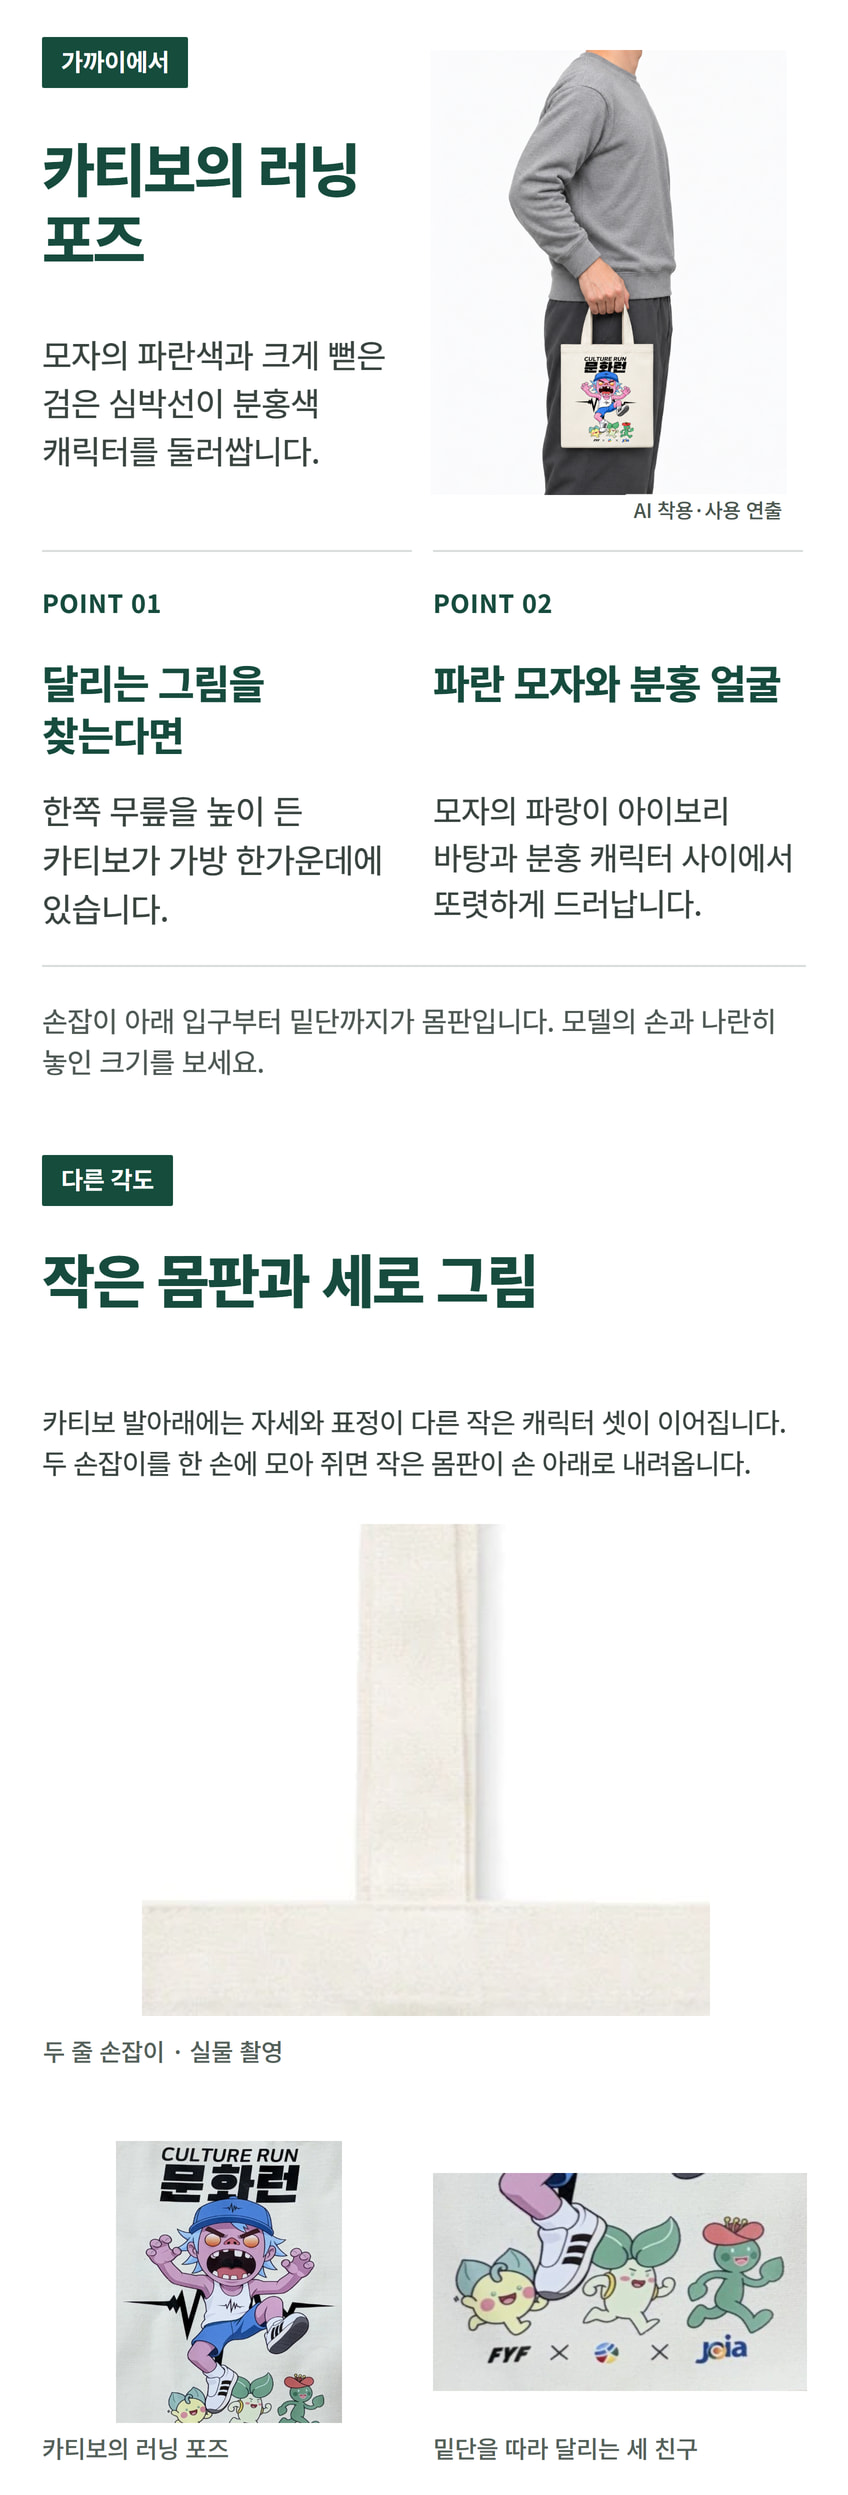 가까이에서
카티보의 러닝
포즈
모자의 파란색과 크게 뻗은
검은 심박선이 분홍색
캐릭터를 둘러쌉니다.
CULTURE RUN
문화런
FYF × × joia
AI 착용·사용 연출
POINT 01
달리는 그림을
찾는다면
한쪽 무릎을 높이 든
카티보가 가방 한가운데에
있습니다.
POINT 02
파란 모자와 분홍 얼굴
모자의 파랑이 아이보리
바탕과 분홍 캐릭터 사이에서
또렷하게 드러납니다.
손잡이 아래 입구부터 밑단까지가 몸판입니다. 모델의 손과 나란히
놓인 크기를 보세요.
다른 각도
작은 몸판과 세로 그림
카티보 발아래에는 자세와 표정이 다른 작은 캐릭터 셋이 이어집니다.
두 손잡이를 한 손에 모아 쥐면 작은 몸판이 손 아래로 내려옵니다.
두 줄 손잡이 · 실물 촬영
CULTURE RUN
문화런
카티보의 러닝 포즈
FYF × × joia
밑단을 따라 달리는 세 친구